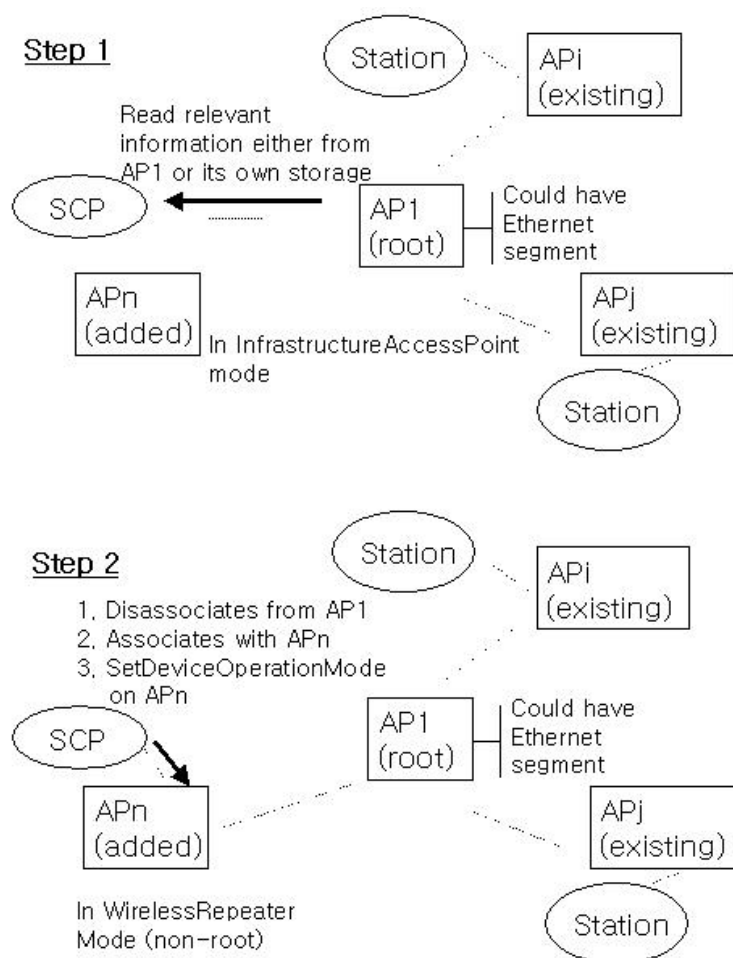 Step 1
Station
APi
(existing)
Read relevant
information either from
AP1 or its own storage
SCP
AP1
(root)
Could have
Ethernet
segment
APn
(added)
In InfrastructureAccessPoint
mode
APj
(existing)
Station
Step 2
Station
APi
(existing)
1, Disassociates from AP1
2, Associates with APn
3, SetDeviceOperationMode
on APn
SCP
AP1
(root)
Could have
Ethernet
segment
APn
(added)
APj
(existing)
In WirelessRepeater
Mode (non-root)
Station